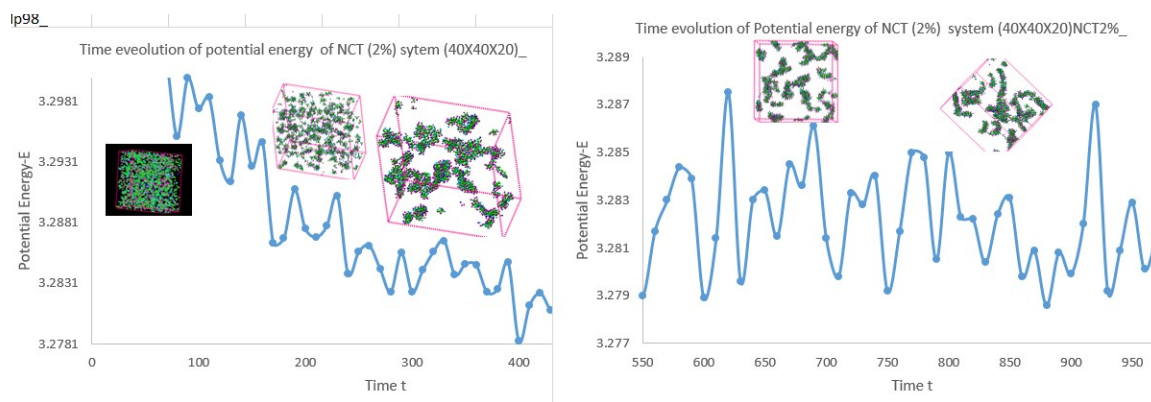 lp98_
Time eveolution of potential energy of NCT (2%) sytem (40X40X20)_
3.2981
3.2931
3.2881
3.2831
3.2781
Potential Energy-E
0 100 200 300 400
Time t
Time evolution of Potential energy of NCT (2%) system (40X40X20)NCT2%_
3.289
3.287
3.285
3.283
3.281
3.279
3.277
Potential Energy-E
550 600 650 700 750 800 850 900 950
Time t